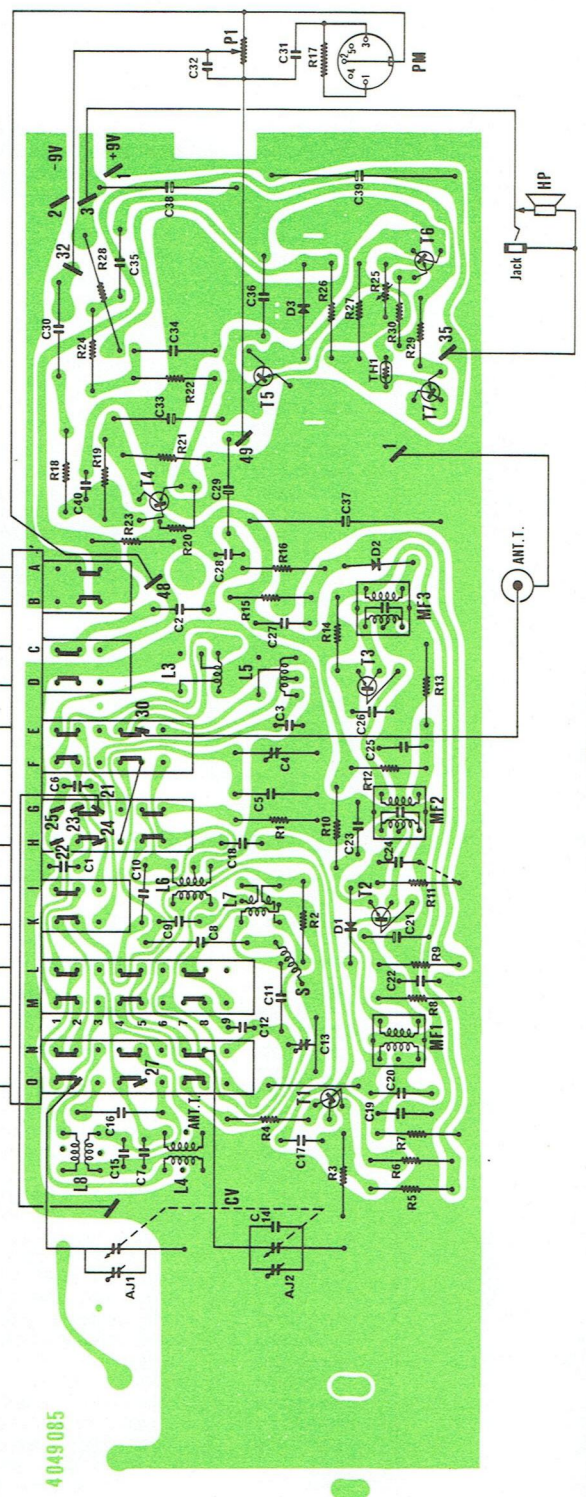 4049085
O N M L K I H G F E D C B A'
1
2
3
4
5
6
7
8
9
AJ1
AJ2
CV
C14
L8
C15
C7
L4
ANT.T.
C16
27
R4
C17
T1
R3
R5
R6
R7
C19
C20
MF1
C12
C13
C11
S
C8
C9
C10
L6
L7
R2
D1
R8
C22
R9
C21
T2
R11
C24
C1
22
25
23
24
21
C6
C18
R1
C5
C4
C3
R10
C23
MF2
R12
C25
C26
T3
R13
R14
MF3
D2
30
L3
L5
C2
C27
R15
R16
C28
C29
C37
48
49
R23
R20
T4
R21
C33
R18
C40
R19
R22
C34
R24
C30
R28
C35
32
2
-9V
3
+9V
1
C38
C36
T5
D3
R26
R27
TH1
R25
R30
R29
T7
T6
C39
35
1
ANT.T.
Jack
HP
C32
P1
C31
R17
PM
1
4
2
5
3